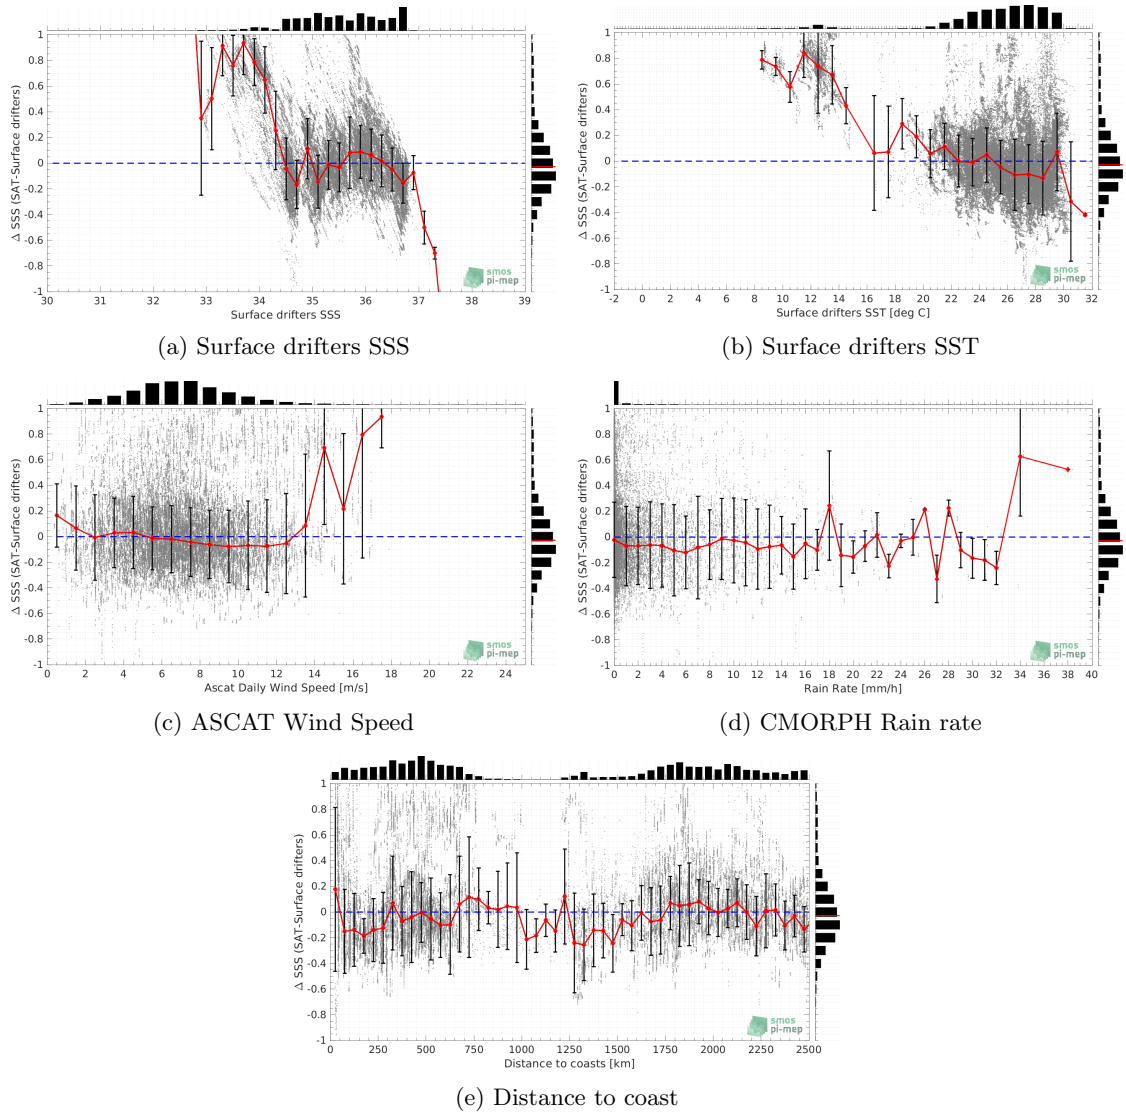 1
0.8
0.6
0.4
0.2
0
-0.2
-0.4
-0.6
-0.8
-1
Δ SSS (SAT-Surface drifters)
30 31 32 33 34 35 36 37 38 39
Surface drifters SSS
smos
pi-mep
(a) Surface drifters SSS
1
0.8
0.6
0.4
0.2
0
-0.2
-0.4
-0.6
-0.8
-1
Δ SSS (SAT-Surface drifters)
-2 0 2 4 6 8 10 12 14 16 18 20 22 24 26 28 30 32
Surface drifters SST [deg C]
smos
pi-mep
(b) Surface drifters SST
1
0.8
0.6
0.4
0.2
0
-0.2
-0.4
-0.6
-0.8
-1
Δ SSS (SAT-Surface drifters)
0 2 4 6 8 10 12 14 16 18 20 22 24
Ascat Daily Wind Speed [m/s]
smos
pi-mep
(c) ASCAT Wind Speed
1
0.8
0.6
0.4
0.2
0
-0.2
-0.4
-0.6
-0.8
-1
Δ SSS (SAT-Surface drifters)
0 2 4 6 8 10 12 14 16 18 20 22 24 26 28 30 32 34 36 38 40
Rain Rate [mm/h]
smos
pi-mep
(d) CMORPH Rain rate
1
0.8
0.6
0.4
0.2
0
-0.2
-0.4
-0.6
-0.8
-1
Δ SSS (SAT-Surface drifters)
0 250 500 750 1000 1250 1500 1750 2000 2250 2500
Distance to coasts [km]
smos
pi-mep
(e) Distance to coast